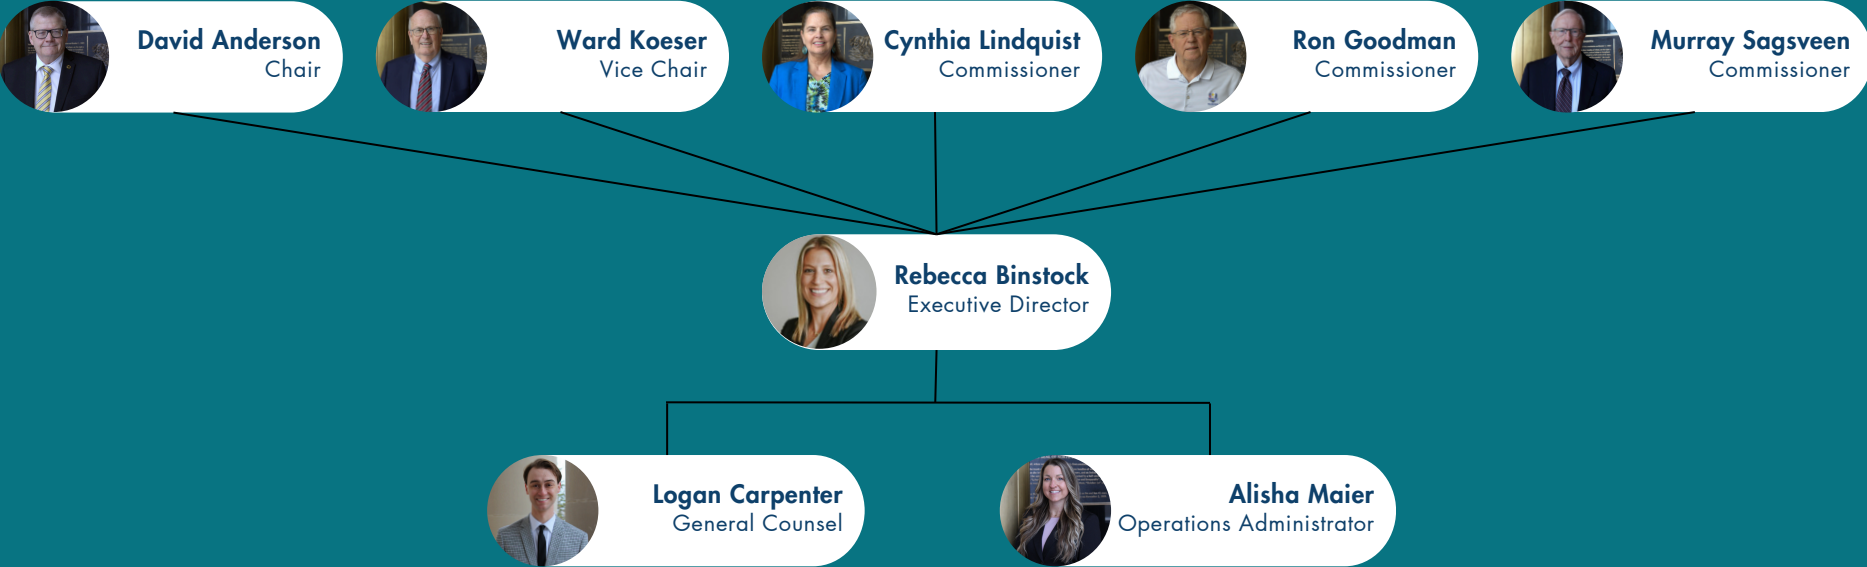 David Anderson
Chair
Ward Koeser
Vice Chair
Cynthia Lindquist
Commissioner
Ron Goodman
Commissioner
Murray Sagsveen
Commissioner
Rebecca Binstock
Executive Director
Logan Carpenter
General Counsel
Alisha Maier
Operations Administrator